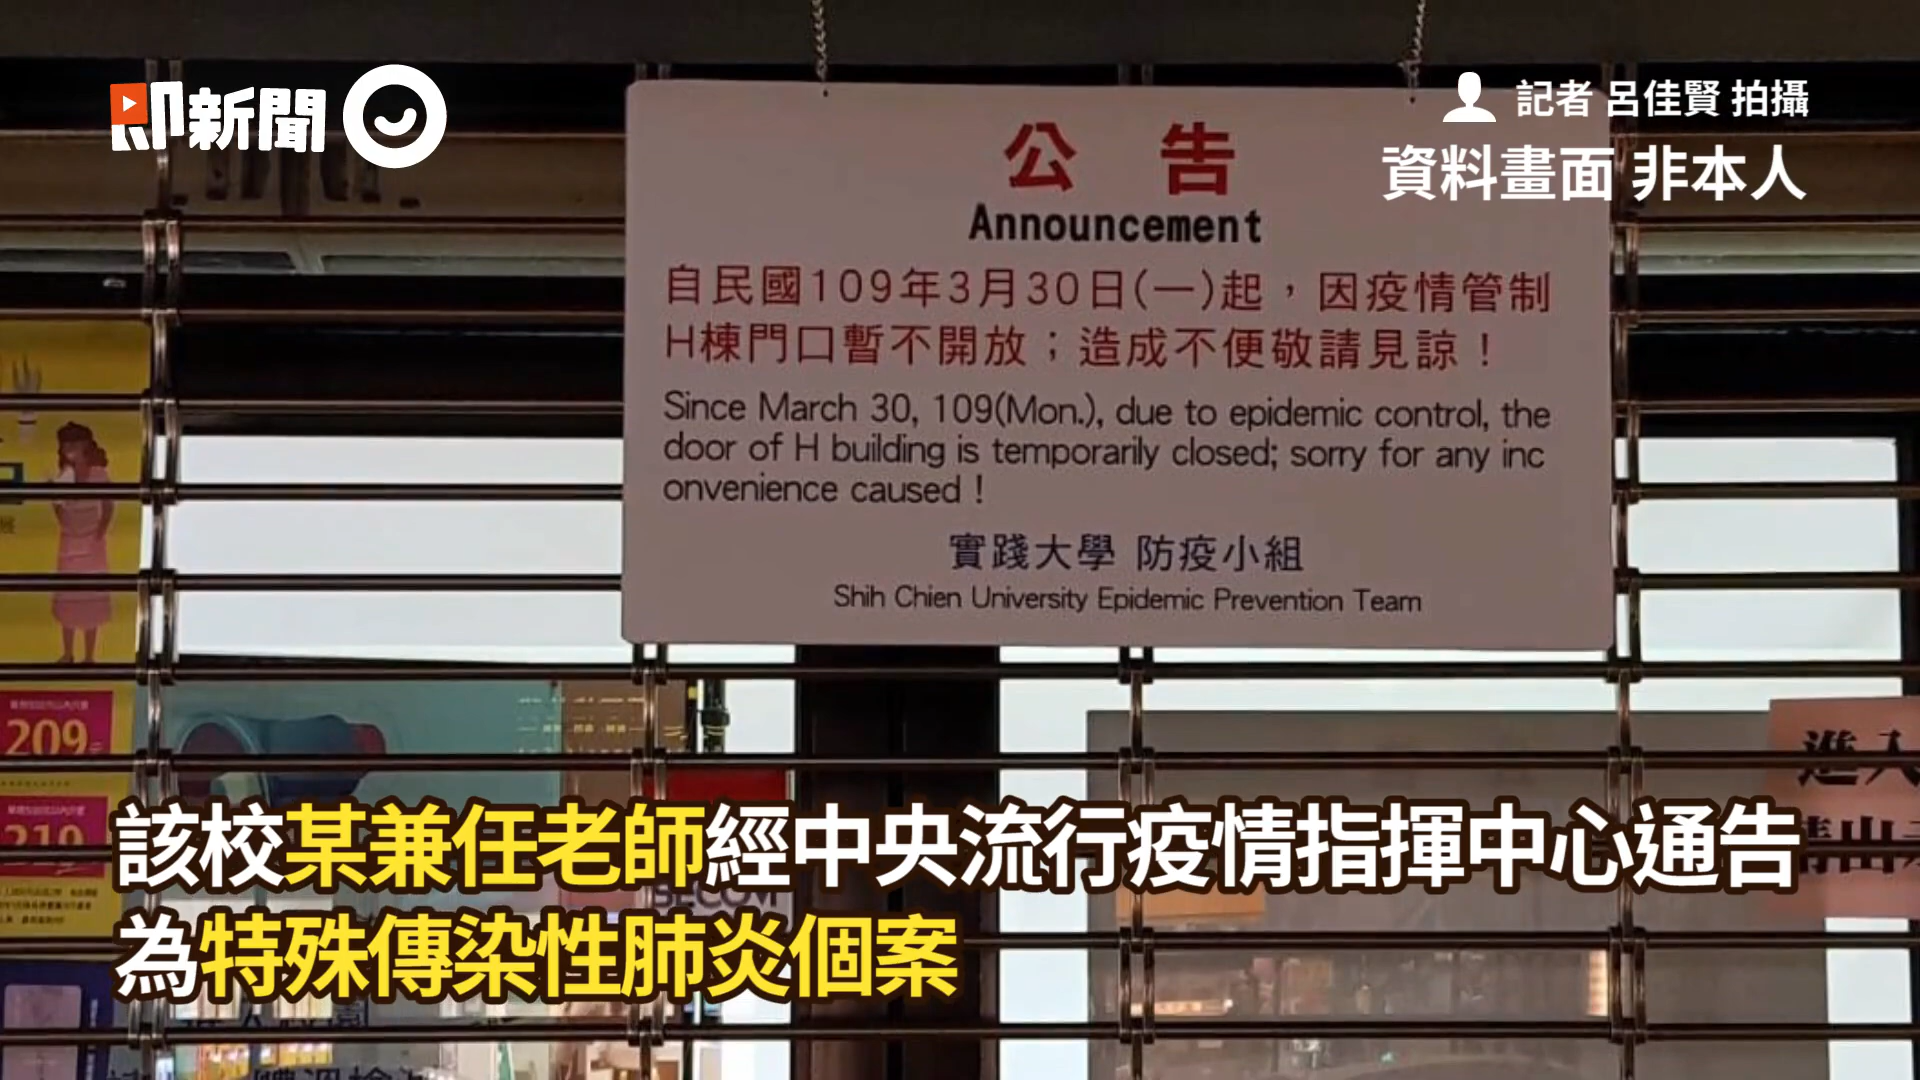 即新聞
記者 呂佳賢 拍攝
資料畫面 非本人
公告
Announcement
自民國109年3月30日(一)起，因疫情管制
H棟門口暫不開放；造成不便敬請見諒！
Since March 30, 109(Mon.), due to epidemic control, the
door of H building is temporarily closed; sorry for any inc
onvenience caused！
實踐大學 防疫小組
Shih Chien University Epidemic Prevention Team
209
進入
請出
219
該校某兼任老師經中央流行疫情指揮中心通告
為特殊傳染性肺炎個案